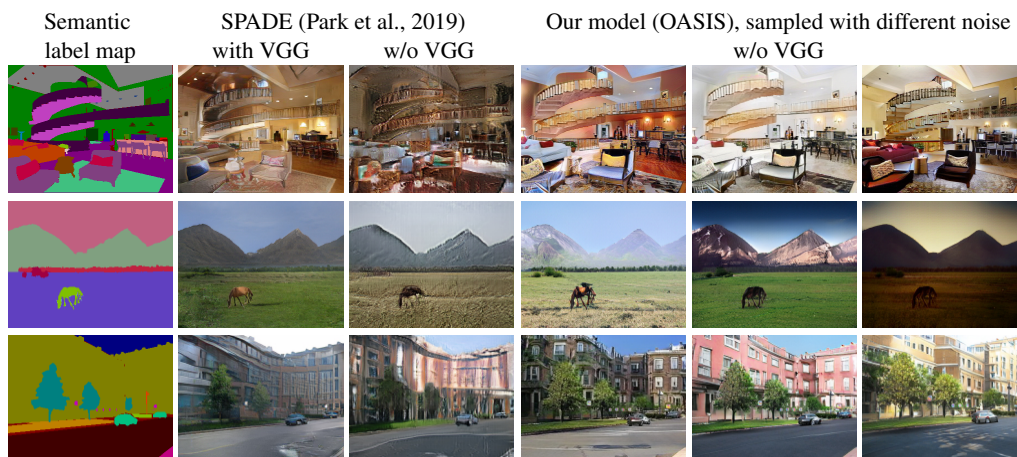 Semantic
label map
SPADE (Park et al., 2019)
with VGG
w/o VGG
Our model (OASIS), sampled with different noise
w/o VGG